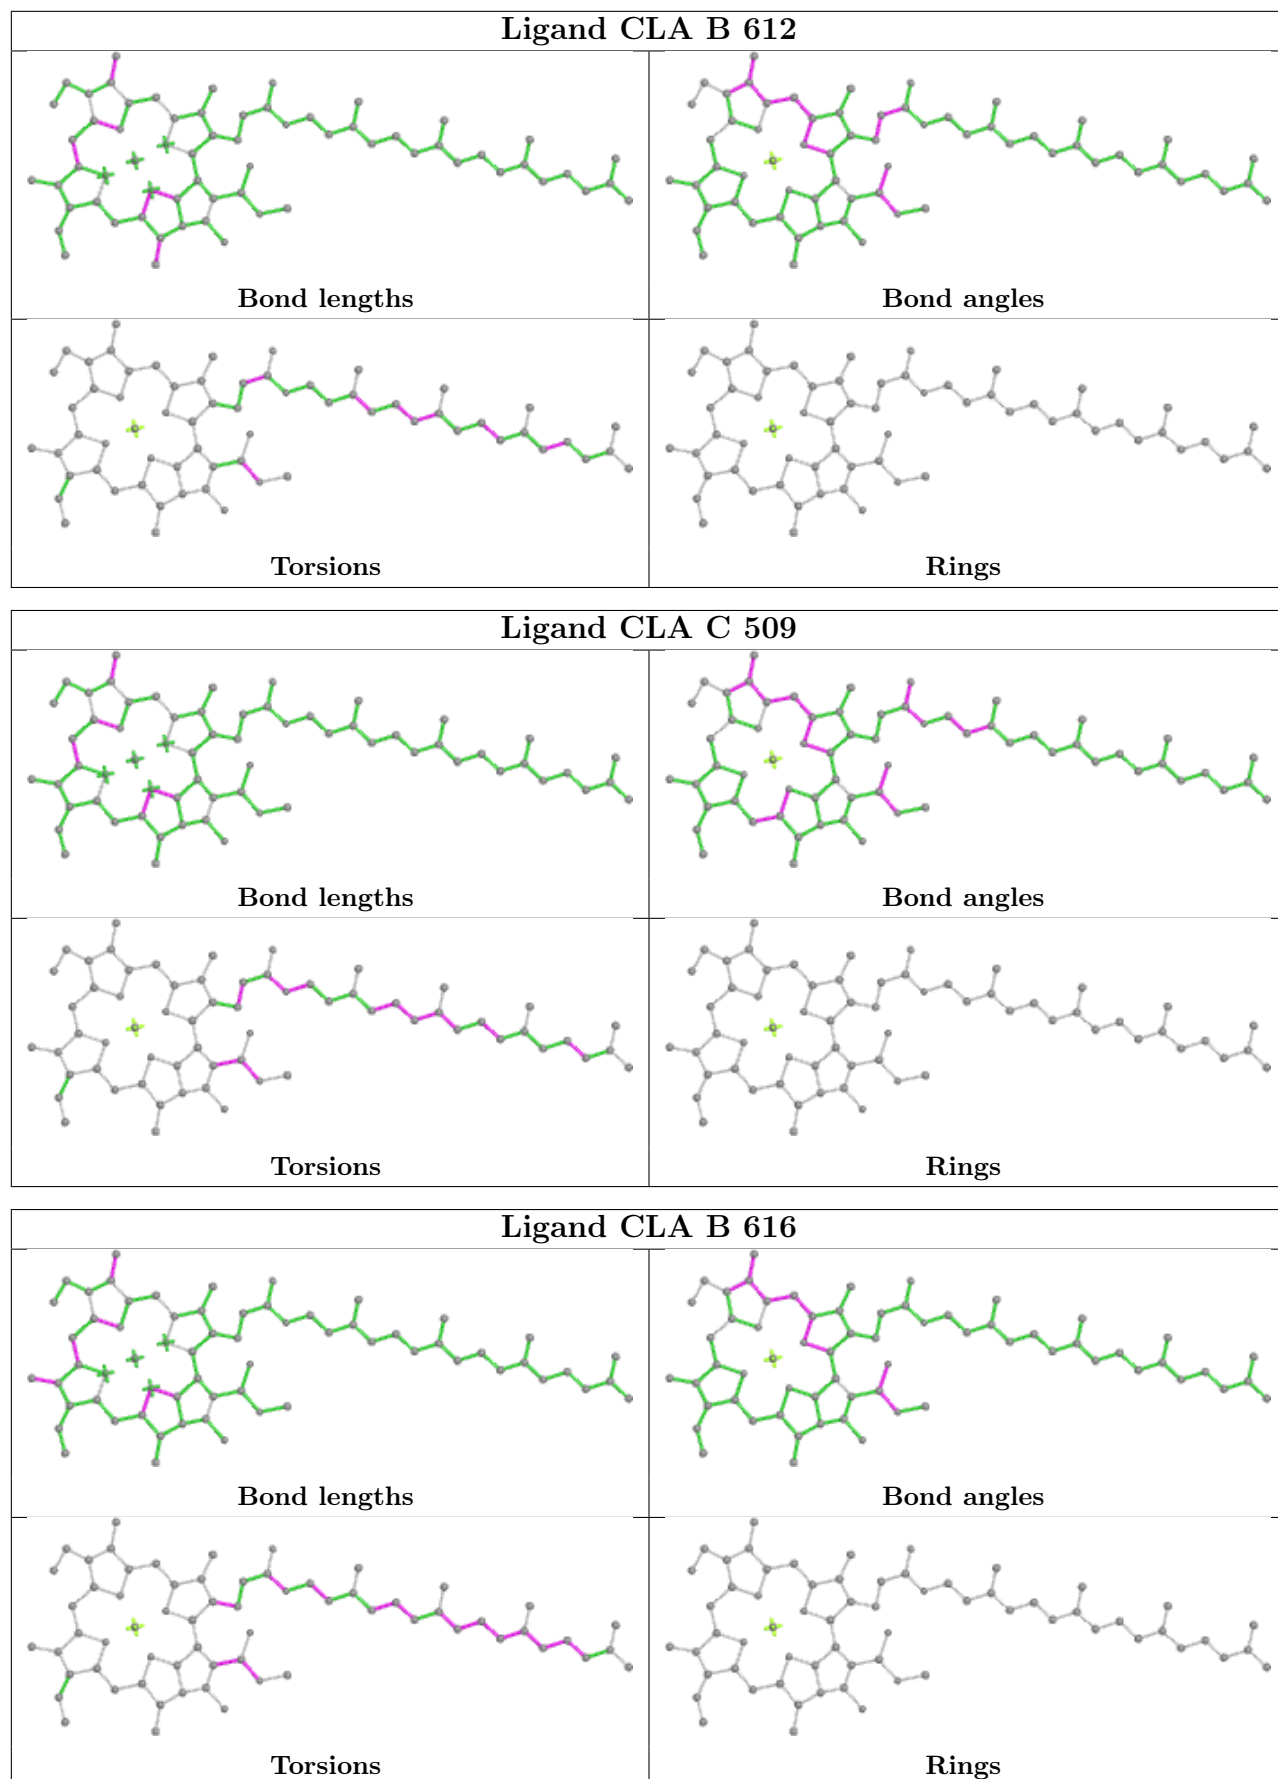 Ligand CLA B 612
Bond lengths
Bond angles
Torsions
Rings
Ligand CLA C 509
Bond lengths
Bond angles
Torsions
Rings
Ligand CLA B 616
Bond lengths
Bond angles
Torsions
Rings